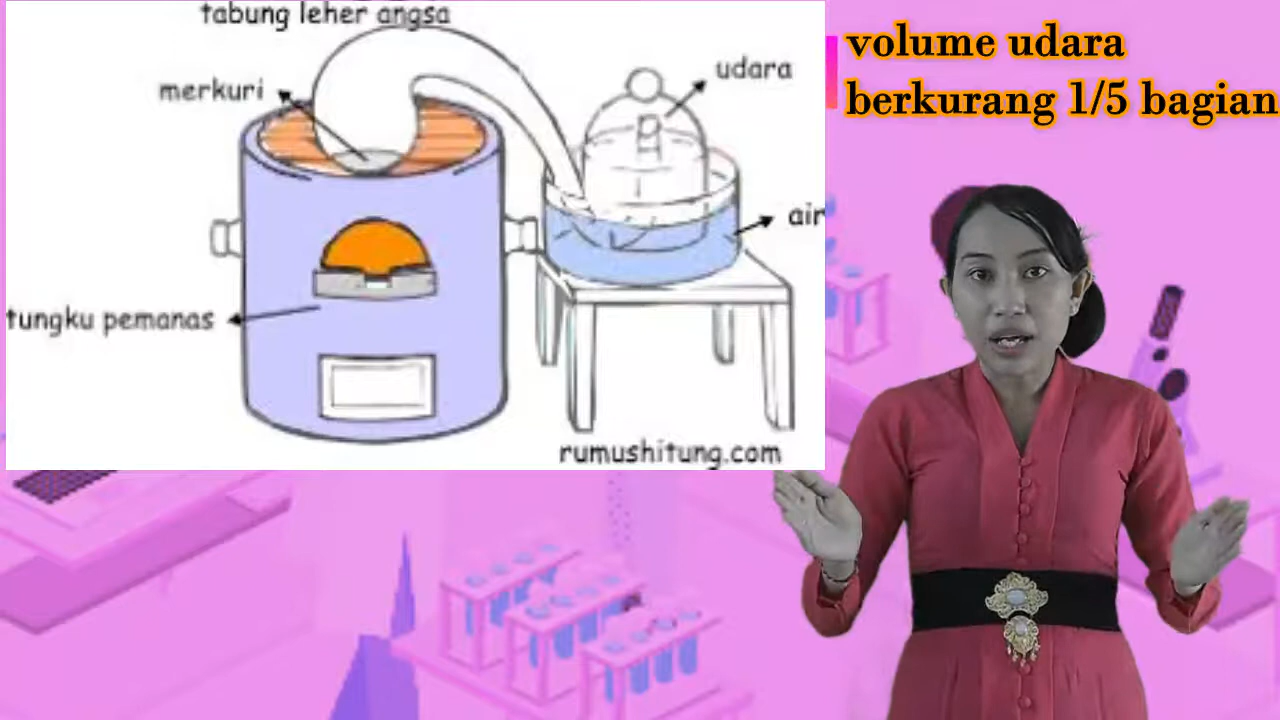 tabung leher angsa
merkuri
udara
air
tungku pemanas
rumushitung.com
volume udara
berkurang 1/5 bagian